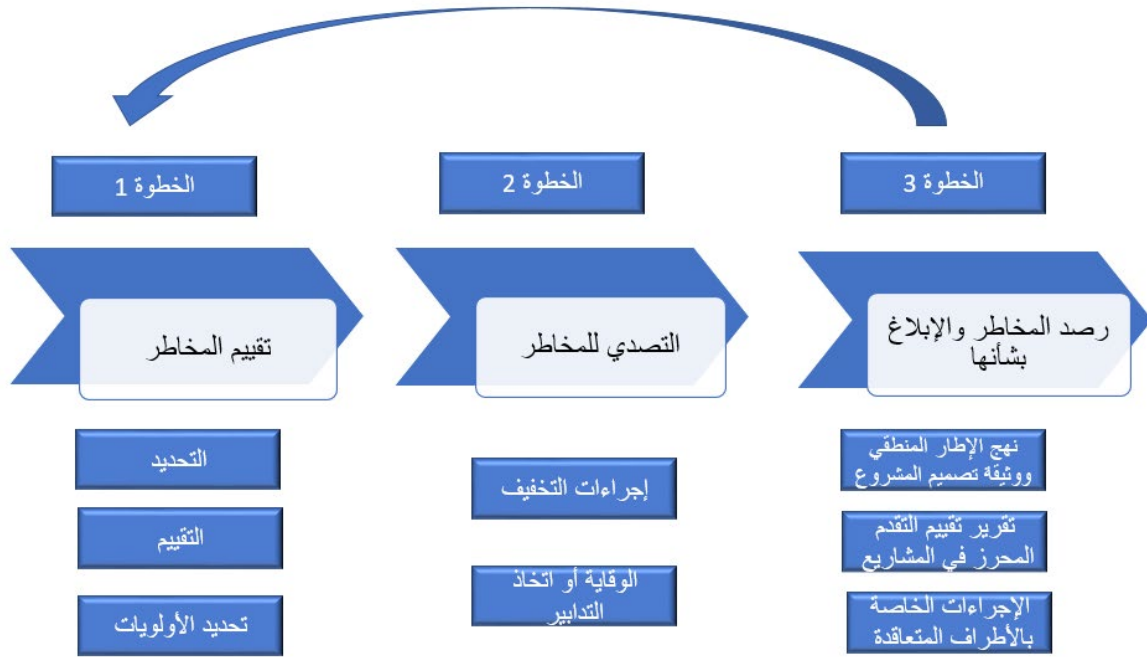 الخطوة 1
تقييم المخاطر
التحديد
التقييم
تحديد الأولويات
الخطوة 2
التصدي للمخاطر
إجراءات التخفيف
الوقاية أو اتخاذ
التدابير
الخطوة 3
رصد المخاطر والإبلاغ
بشأنها
نهج الإطار المنطقي
ووثيقة تصميم المشروع
تقرير تقييم التقدم
المحرز في المشاريع
الإجراءات الخاصة
بالأطراف المتعاقدة